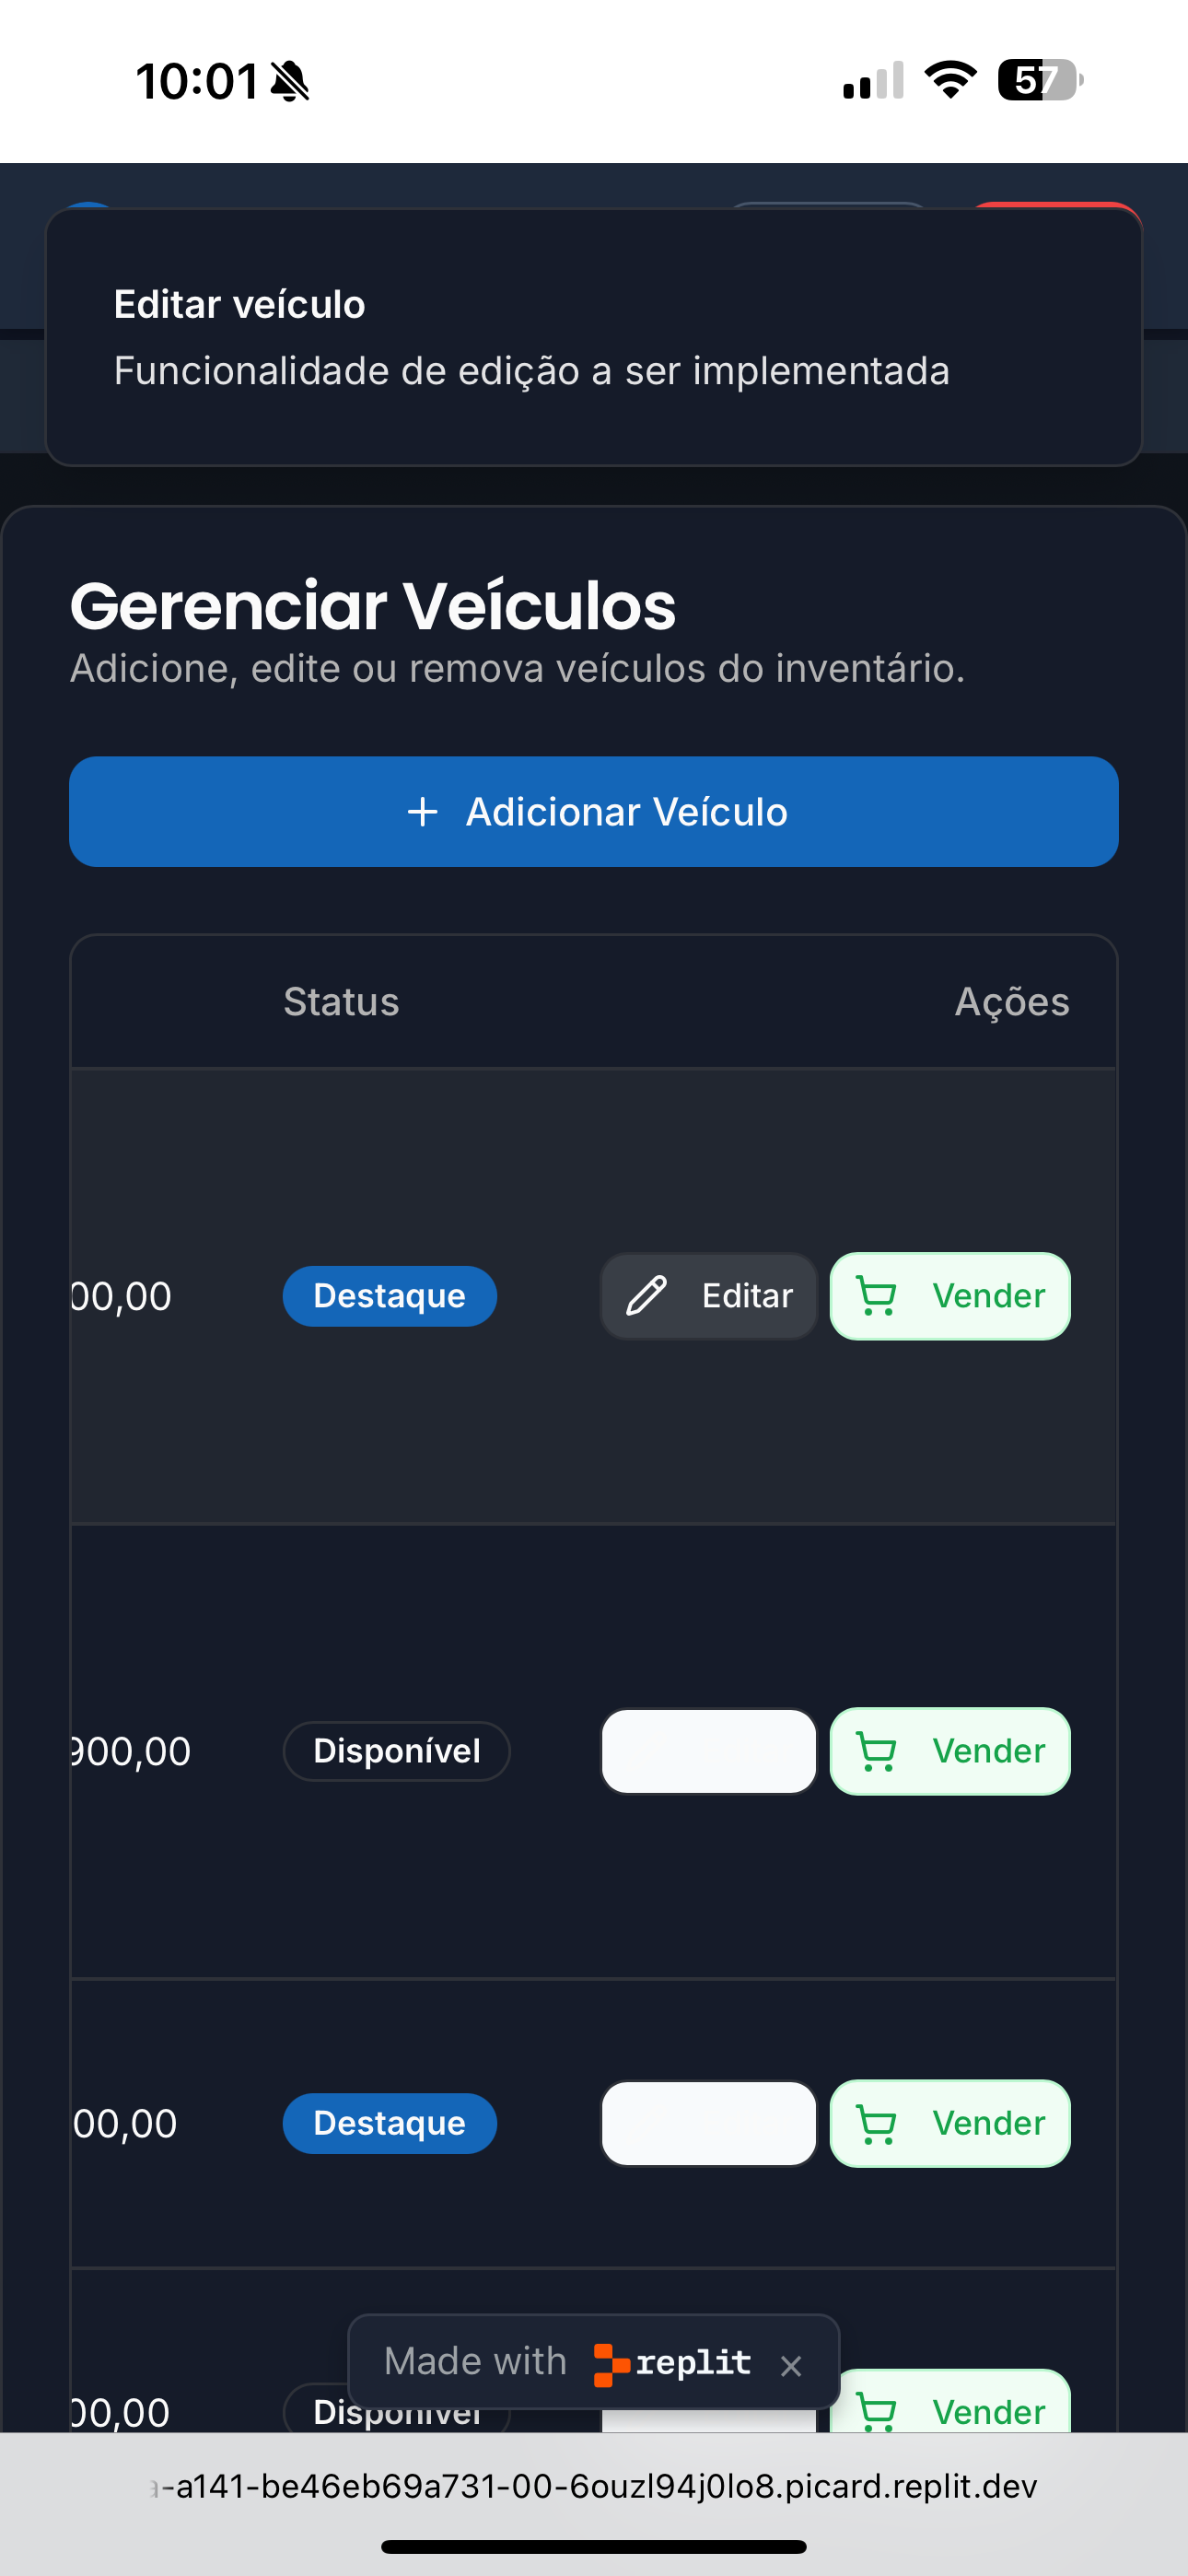 10:01
57
Editar veículo
Funcionalidade de edição a ser implementada
Gerenciar Veículos
Adicione, edite ou remova veículos do inventário.
+ Adicionar Veículo
Status Ações
00,00 Destaque Editar Vender
900,00 Disponível Vender
00,00 Destaque Vender
Made with replit ×
00,00 Disponível Vender
-a141-be46eb69a731-00-6ouzl94j0lo8.picard.replit.dev